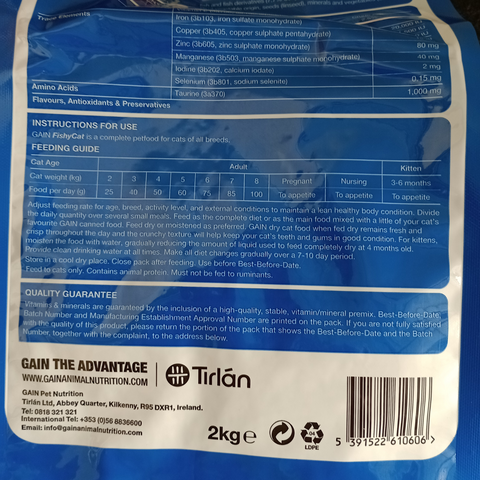 Trace Elements
Iron (3b103, iron sulfate monohydrate)
Copper (3b405, copper sulphate pentahydrate)
Zinc (3b605, zinc sulphate monohydrate) 80 mg
Manganese (3b503, manganese sulphate monohydrate) 40 mg
Iodine (3b202, calcium iodate) 2 mg
Selenium (3b801, sodium selenite) 0.15 mg
Amino Acids Taurine (3a370) 1,000 mg
Flavours, Antioxidants & Preservatives
INSTRUCTIONS FOR USE
GAIN FishyCat is a complete petfood for cats of all breeds.
FEEDING GUIDE
Cat Age Adult Kitten
Cat weight (kg) 2 3 4 5 6 7 8 Pregnant Nursing 3-6 months
Food per day (g) 25 40 50 60 75 85 100 To appetite To appetite To appetite
Adjust feeding rate for age, breed, activity level, and external conditions to maintain a lean healthy body condition. Divide
the daily quantity over several small meals. Feed as the complete diet or as the main food mixed with a little of your cat's
favourite GAIN canned food. Feed dry or moistened as preferred. GAIN dry cat food when fed dry remains fresh and
crisp throughout the day and the crunchy texture will help keep your cat's teeth and gums in good condition. For kittens,
moisten the food with water, gradually reducing the amount of liquid used to feed completely dry at 4 months old.
Provide clean drinking water at all times. Make all diet changes gradually over a 7-10 day period.
Store in a cool dry place. Close pack after feeding. Use before Best-Before-Date.
Feed to cats only. Contains animal protein. Must not be fed to ruminants.
QUALITY GUARANTEE
Vitamins & minerals are guaranteed by the inclusion of a high-quality, stable, vitamin/mineral premix. Best-Before-Date,
Batch Number and Manufacturing Establishment Approval Number are printed on the pack. If you are not fully satisfied
with the quality of this product, please return the portion of the pack that shows the Best-Before-Date and the Batch
Number, together with the complaint, to the address below.
GAIN THE ADVANTAGE
WWW.GAINANIMALNUTRITION.COM
Tirlán
GAIN Pet Nutrition
Tirlán Ltd, Abbey Quarter, Kilkenny, R95 DXR1, Ireland.
Tel: 0818 321 321
International Tel: +353 (0)56 8836600
Email: info@gainanimalnutrition.com
2kg e
04
LDPE
5 391522 610606 >